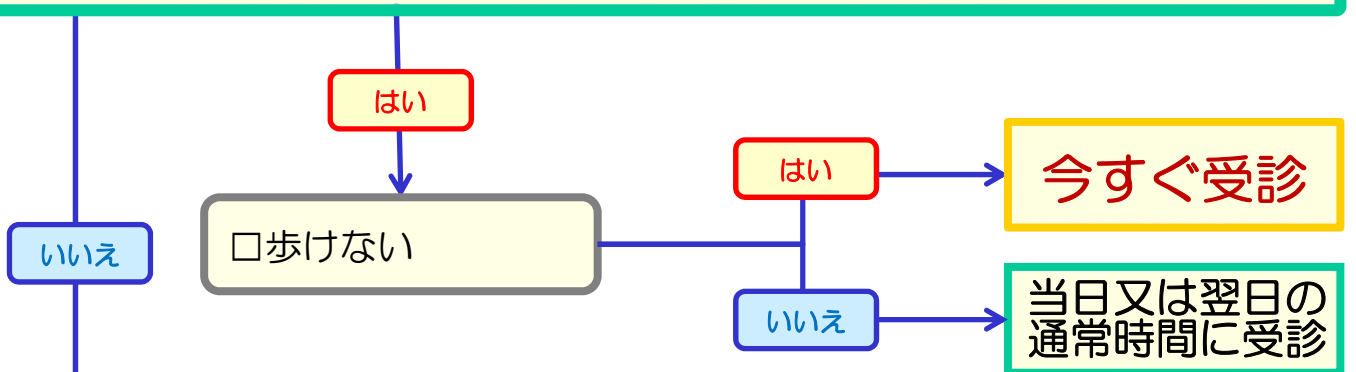 はい
はい
今すぐ受診
□歩けない
いいえ
いいえ
当日又は翌日の
通常時間に受診